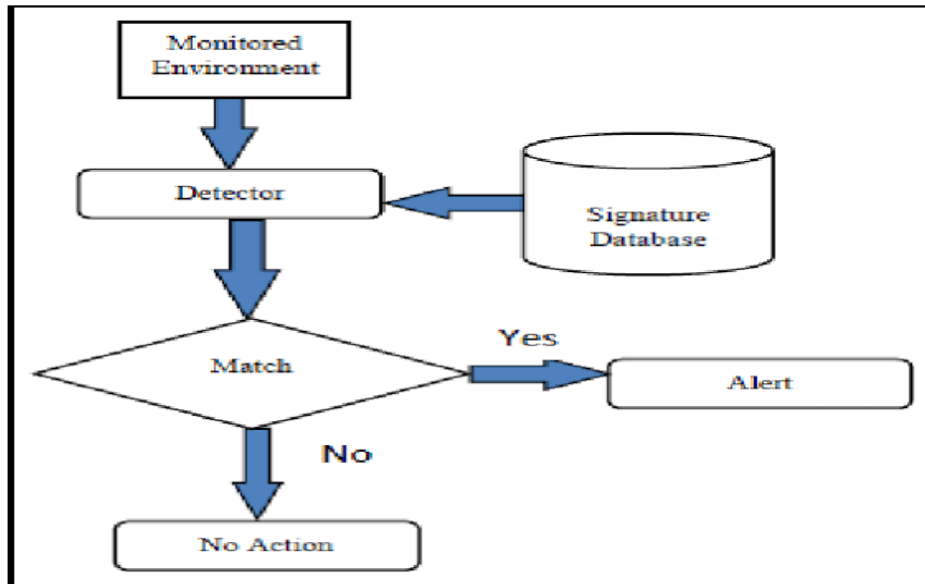 Monitored
Environment
Detector
Signature
Database
Match
Yes
Alert
No
No Action